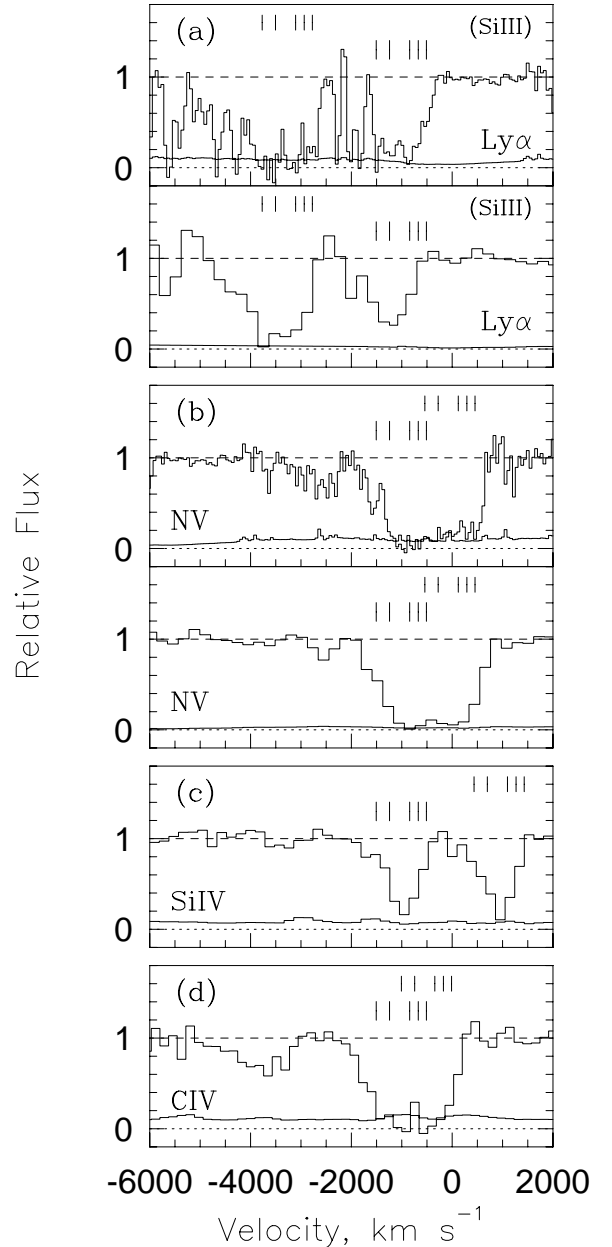 (a)
(SiIII)
1
Lyα
0
(SiIII)
1
Lyα
0
(b)
1
NV
0
1
NV
0
(c)
1
SiIV
0
(d)
1
CIV
0
-6000 -4000 -2000 0 2000
Velocity, km s⁻¹
Relative Flux